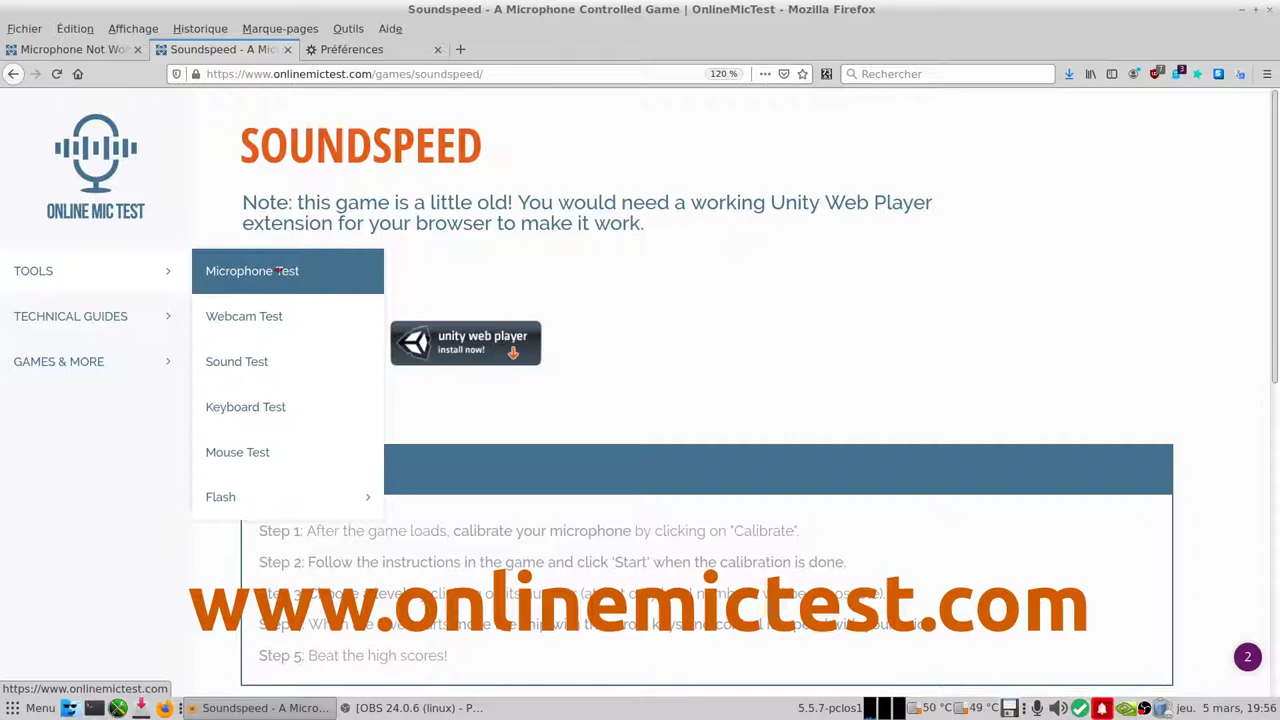 Soundspeed - A Microphone Controlled Game | OnlineMicTest - Mozilla Firefox
Fichier Édition Affichage Historique Marque-pages Outils Aide
Microphone Not Wo Soundspeed - A Mic Préférences
https://www.onlinemictest.com/games/soundspeed/ 120 % Rechercher
7 3
SOUNDSPEED
Note: this game is a little old! You would need a working Unity Web Player
extension for your browser to make it work.
ONLINE MIC TEST
TOOLS
TECHNICAL GUIDES
GAMES & MORE
Microphone Test
Webcam Test
Sound Test
Keyboard Test
Mouse Test
Flash
unity web player
install now!
Step 1: After the game loads, calibrate your microphone by clicking on "Calibrate".
Step 2: Follow the instructions in the game and click 'Start' when the calibration is done.
www.onlinemictest.com
Step 5: Beat the high scores!
2
https://www.onlinemictest.com
Menu Soundspeed - A Micro... [OBS 24.0.6 (linux) - P... 5.5.7-pclos1 50 °C 49 °C jeu. 5 mars, 19:56